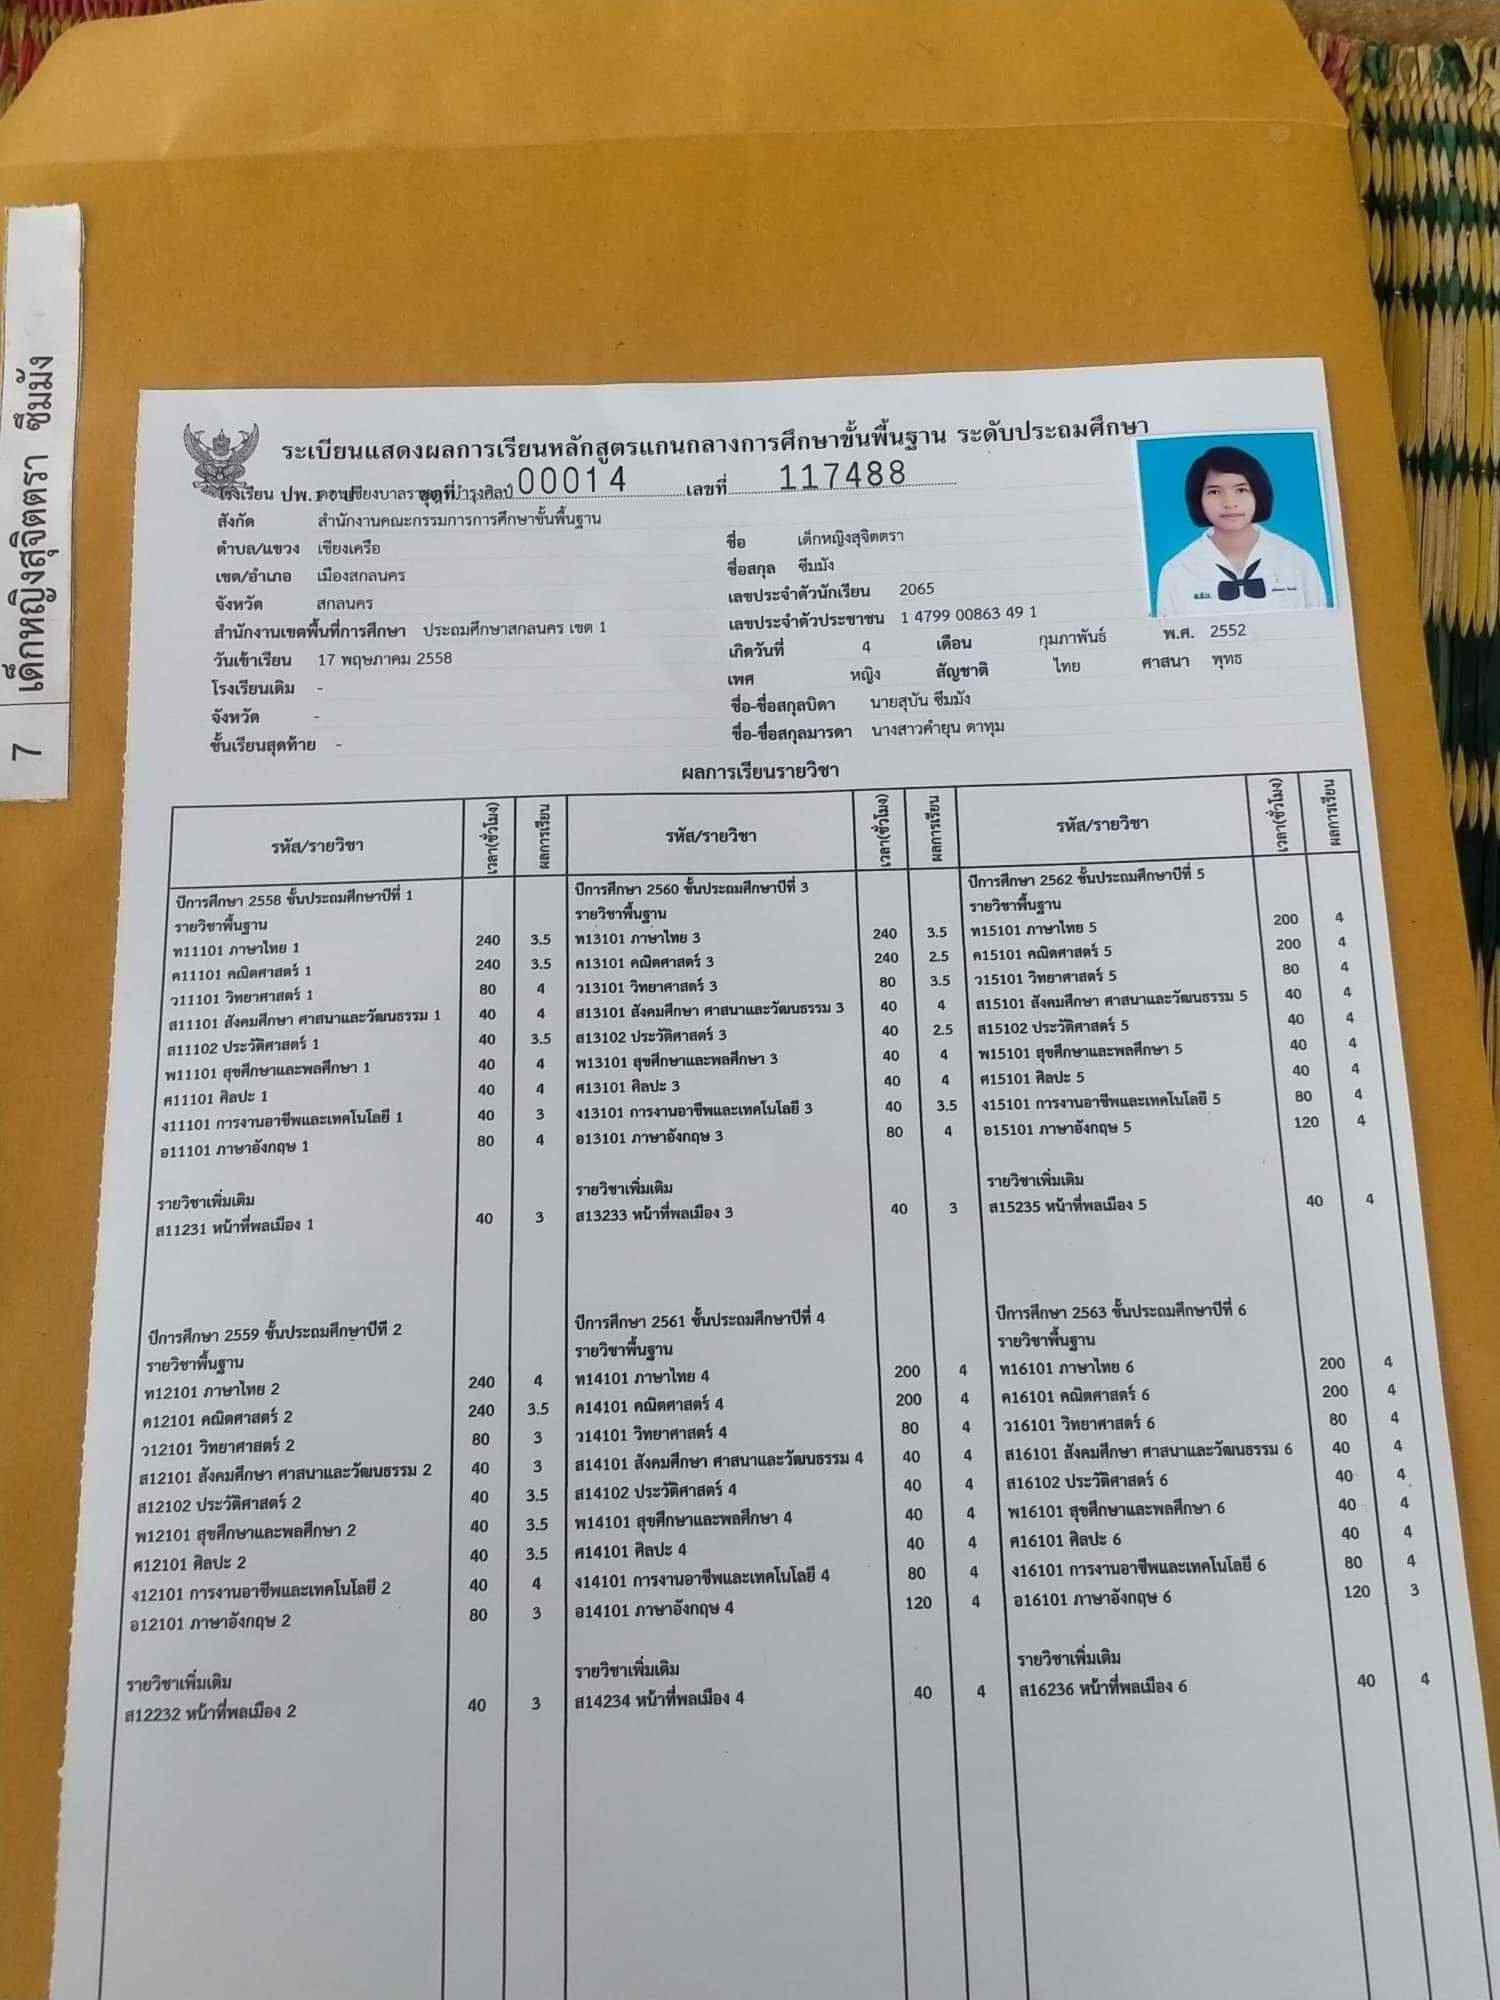 7 เด็กหญิงสุจิตตรา ซึมมัง
ระเบียนแสดงผลการเรียนหลักสูตรแกนกลางการศึกษาขั้นพื้นฐาน ระดับประถมศึกษา
ปพ. ชุดที่ 00014 เลขที่ 117488
โรงเรียน
สังกัด สำนักงานคณะกรรมการการศึกษาขั้นพื้นฐาน
ตำบล/แขวง เชียงเครือ
เขต/อำเภอ เมืองสกลนคร
จังหวัด สกลนคร
สำนักงานเขตพื้นที่การศึกษา ประถมศึกษาสกลนคร เขต 1
วันเข้าเรียน 17 พฤษภาคม 2558
โรงเรียนเดิม -
จังหวัด -
ชั้นเรียนสุดท้าย -
ชื่อ เด็กหญิงสุจิตตรา
ชื่อสกุล ซึมมัง
เลขประจำตัวนักเรียน 2065
เลขประจำตัวประชาชน 1 4799 00863 49 1
เกิดวันที่ 4 เดือน กุมภาพันธ์ พ.ศ. 2552
เพศ หญิง สัญชาติ ไทย ศาสนา พุทธ
ชื่อ-ชื่อสกุลบิดา นายสุบัน ซึมมัง
ชื่อ-ชื่อสกุลมารดา นางสาวคำยุน ดาทุม
ผลการเรียนรายวิชา
รหัส/รายวิชา เวลา(ชั่วโมง) ผลการเรียน รหัส/รายวิชา เวลา(ชั่วโมง) ผลการเรียน รหัส/รายวิชา เวลา(ชั่วโมง) ผลการเรียน
ปีการศึกษา 2558 ชั้นประถมศึกษาปีที่ 1
รายวิชาพื้นฐาน
ท11101 ภาษาไทย 1 240 3.5
ค11101 คณิตศาสตร์ 1 240 3.5
ว11101 วิทยาศาสตร์ 1 80 4
ส11101 สังคมศึกษา ศาสนาและวัฒนธรรม 1 40 4
ส11102 ประวัติศาสตร์ 1 40 3.5
พ11101 สุขศึกษาและพลศึกษา 1 40 4
ศ11101 ศิลปะ 1 40 4
ง11101 การงานอาชีพและเทคโนโลยี 1 40 3
อ11101 ภาษาอังกฤษ 1 80 4
รายวิชาเพิ่มเติม
ส11231 หน้าที่พลเมือง 1 40 3
ปีการศึกษา 2559 ชั้นประถมศึกษาปีที่ 2
รายวิชาพื้นฐาน
ท12101 ภาษาไทย 2 240 4
ค12101 คณิตศาสตร์ 2 240 3.5
ว12101 วิทยาศาสตร์ 2 80 3
ส12101 สังคมศึกษา ศาสนาและวัฒนธรรม 2 40 3
ส12102 ประวัติศาสตร์ 2 40 3.5
พ12101 สุขศึกษาและพลศึกษา 2 40 3.5
ศ12101 ศิลปะ 2 40 3.5
ง12101 การงานอาชีพและเทคโนโลยี 2 40 4
อ12101 ภาษาอังกฤษ 2 80 3
รายวิชาเพิ่มเติม
ส12232 หน้าที่พลเมือง 2 40 3
ปีการศึกษา 2560 ชั้นประถมศึกษาปีที่ 3
รายวิชาพื้นฐาน
ท13101 ภาษาไทย 3 240 3.5
ค13101 คณิตศาสตร์ 3 240 2.5
ว13101 วิทยาศาสตร์ 3 80 3.5
ส13101 สังคมศึกษา ศาสนาและวัฒนธรรม 3 40 4
ส13102 ประวัติศาสตร์ 3 40 2.5
พ13101 สุขศึกษาและพลศึกษา 3 40 4
ศ13101 ศิลปะ 3 40 4
ง13101 การงานอาชีพและเทคโนโลยี 3 40 3.5
อ13101 ภาษาอังกฤษ 3 80 4
รายวิชาเพิ่มเติม
ส13233 หน้าที่พลเมือง 3 40 3
ปีการศึกษา 2561 ชั้นประถมศึกษาปีที่ 4
รายวิชาพื้นฐาน
ท14101 ภาษาไทย 4 200 4
ค14101 คณิตศาสตร์ 4 200 4
ว14101 วิทยาศาสตร์ 4 80 4
ส14101 สังคมศึกษา ศาสนาและวัฒนธรรม 4 40 4
ส14102 ประวัติศาสตร์ 4 40 4
พ14101 สุขศึกษาและพลศึกษา 4 40 4
ศ14101 ศิลปะ 4 40 4
ง14101 การงานอาชีพและเทคโนโลยี 4 80 4
อ14101 ภาษาอังกฤษ 4 120 4
รายวิชาเพิ่มเติม
ส14234 หน้าที่พลเมือง 4 40 4
ปีการศึกษา 2562 ชั้นประถมศึกษาปีที่ 5
รายวิชาพื้นฐาน
ท15101 ภาษาไทย 5 200 4
ค15101 คณิตศาสตร์ 5 200 4
ว15101 วิทยาศาสตร์ 5 80 4
ส15101 สังคมศึกษา ศาสนาและวัฒนธรรม 5 40 4
ส15102 ประวัติศาสตร์ 5 40 4
พ15101 สุขศึกษาและพลศึกษา 5 40 4
ศ15101 ศิลปะ 5 40 4
ง15101 การงานอาชีพและเทคโนโลยี 5 80 4
อ15101 ภาษาอังกฤษ 5 120 4
รายวิชาเพิ่มเติม
ส15235 หน้าที่พลเมือง 5 40 4
ปีการศึกษา 2563 ชั้นประถมศึกษาปีที่ 6
รายวิชาพื้นฐาน
ท16101 ภาษาไทย 6 200 4
ค16101 คณิตศาสตร์ 6 200 4
ว16101 วิทยาศาสตร์ 6 80 4
ส16101 สังคมศึกษา ศาสนาและวัฒนธรรม 6 40 4
ส16102 ประวัติศาสตร์ 6 40 4
พ16101 สุขศึกษาและพลศึกษา 6 40 4
ศ16101 ศิลปะ 6 40 4
ง16101 การงานอาชีพและเทคโนโลยี 6 80 4
อ16101 ภาษาอังกฤษ 6 120 3
รายวิชาเพิ่มเติม
ส16236 หน้าที่พลเมือง 6 40 4